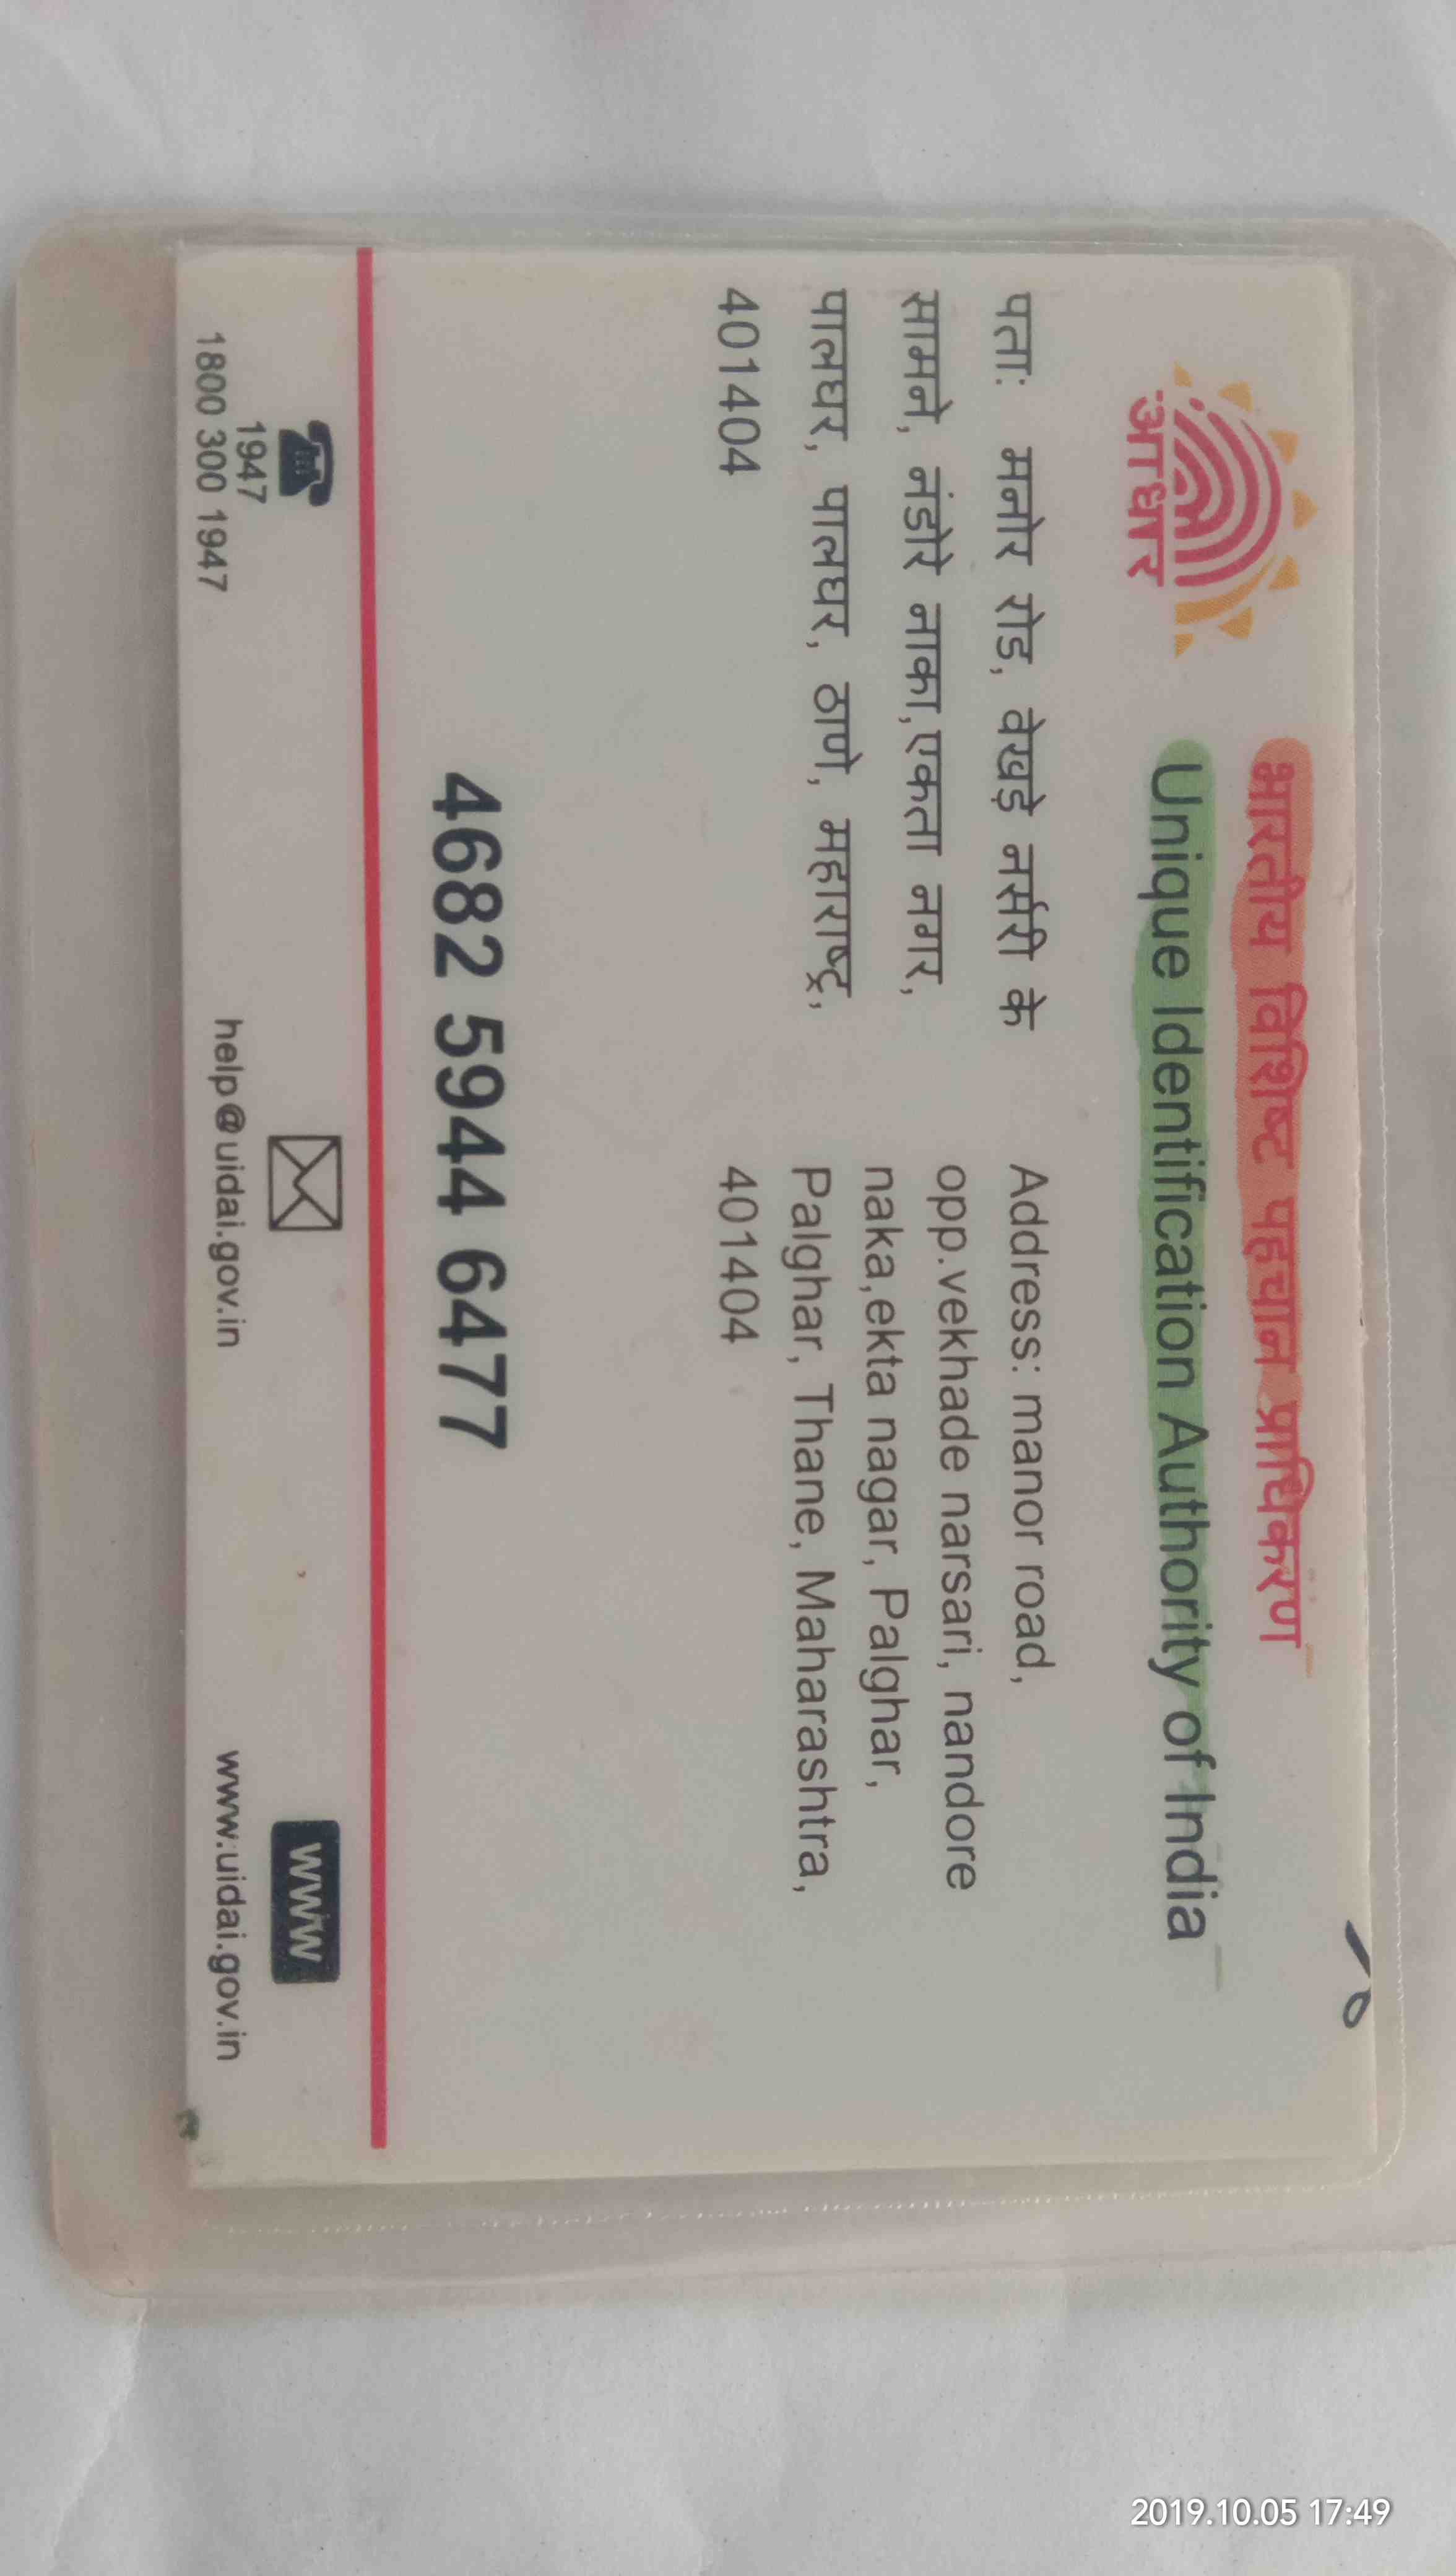 आधार
भारतीय विशिष्ट पहचान प्राधिकरण
Unique Identification Authority of India
पताः मनोर रोड, वेखड़े नर्सरी के
सामने, नंडोरे नाका,एकता नगर,
पालघर, पालघर, ठाणे, महाराष्ट्र,
401404
Address: manor road,
opp.vekhade narsari, nandore
naka,ekta nagar, Palghar,
Palghar, Thane, Maharashtra,
401404
4682 5944 6477
1947
1800 300 1947
help@uidai.gov.in
www
www.uidai.gov.in
2019.10.05 17:49